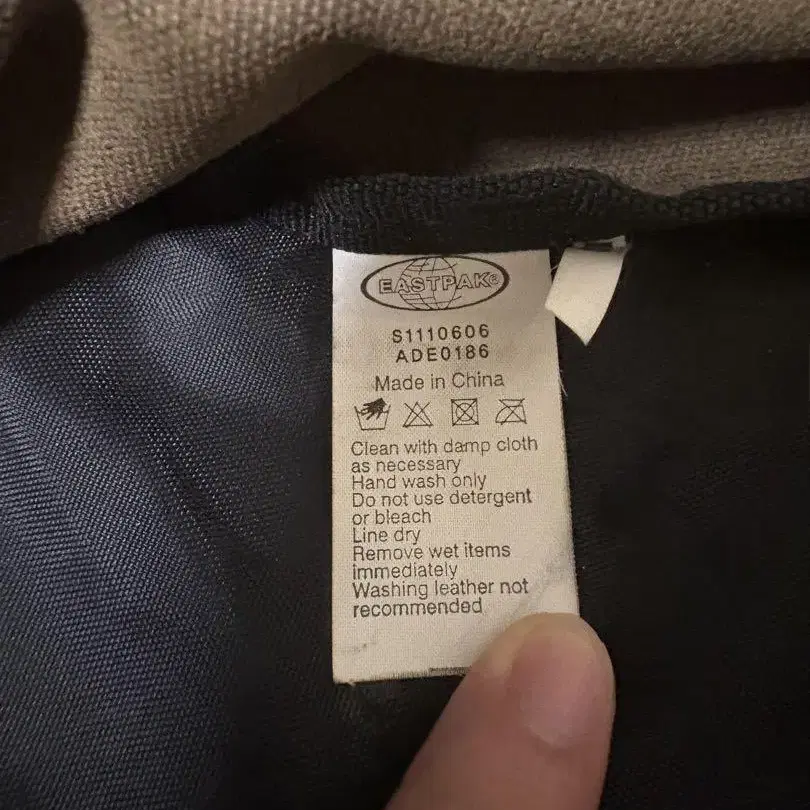 EASTPAK®
S1110606
ADE0186
Made in China
Clean with damp cloth
as necessary
Hand wash only
Do not use detergent
or bleach
Line dry
Remove wet items
immediately
Washing leather not
recommended